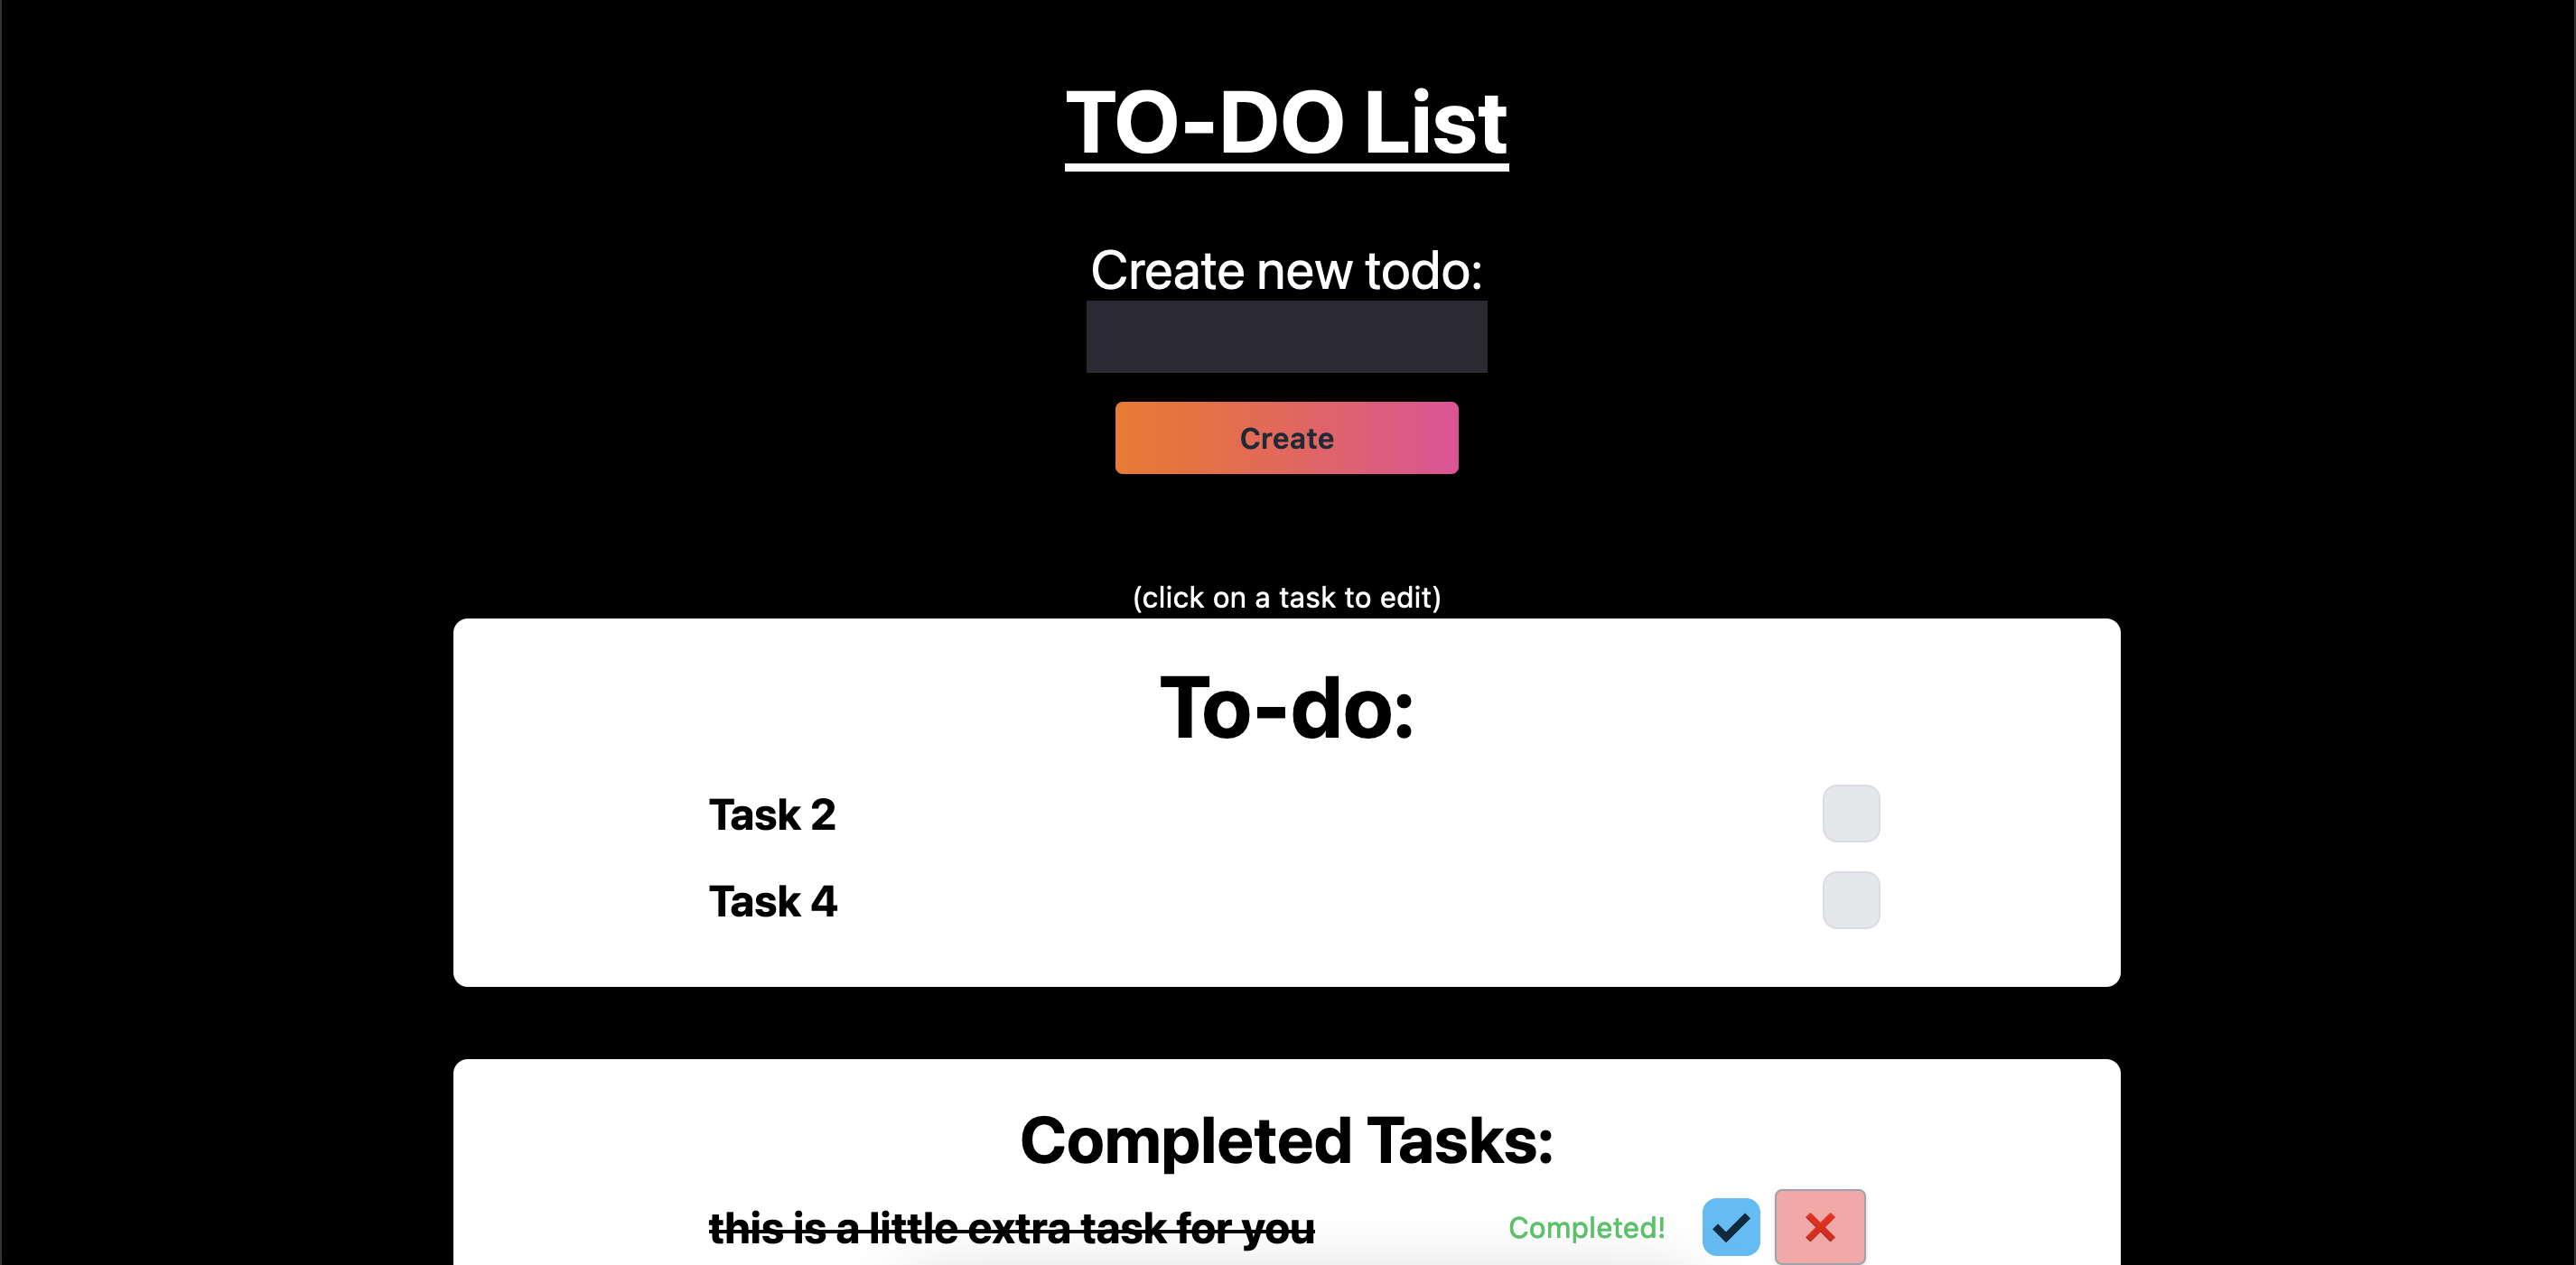 TO-DO List
Create new todo:
Create
(click on a task to edit)
To-do:
Task 2
Task 4
Completed Tasks:
this is a little extra task for you Completed!